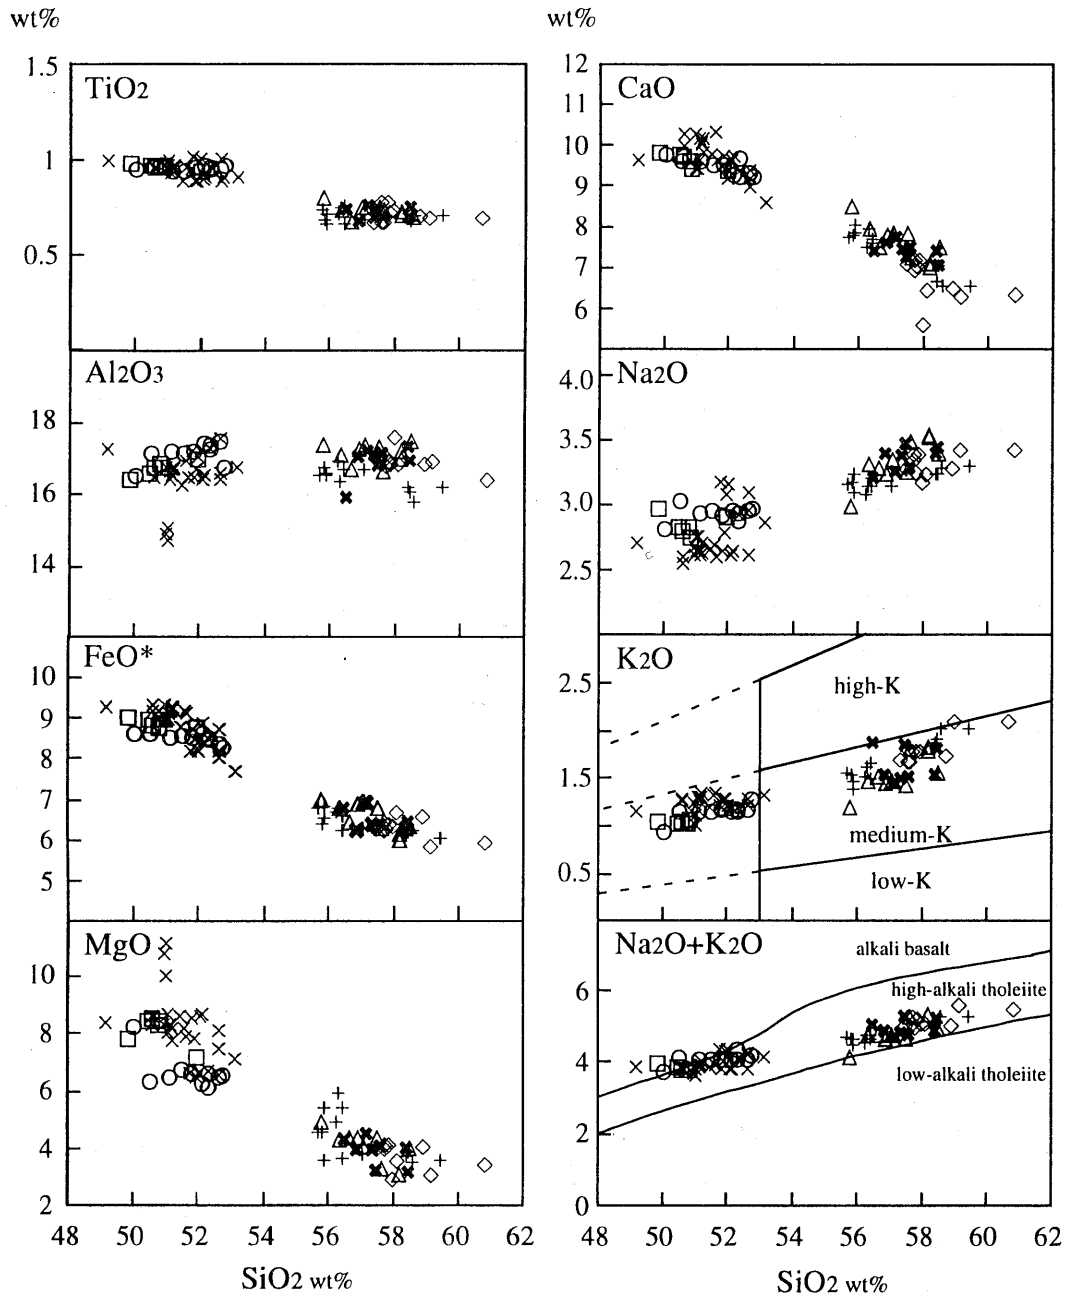 wt%
1.5
TiO2
1
0.5
Al2O3
18
16
14
FeO*
10
9
8
7
6
5
MgO
10
8
6
4
2
48 50 52 54 56 58 60 62
SiO2 wt%
wt%
12
CaO
11
10
9
8
7
6
4.0
Na2O
3.5
3.0
2.5
K2O
2.5
high-K
1.5
medium-K
low-K
0.5
Na2O+K2O
alkali basalt
6
high-alkali tholeiite
4
low-alkali tholeiite
2
0
48 50 52 54 56 58 60 62
SiO2 wt%